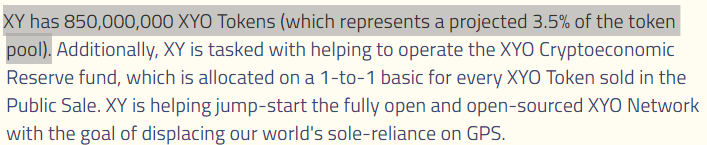 XY has 850,000,000 XYO Tokens (which represents a projected 3.5% of the token
pool). Additionally, XY is tasked with helping to operate the XYO Cryptoeconomic
Reserve fund, which is allocated on a 1-to-1 basic for every XYO Token sold in the
Public Sale. XY is helping jump-start the fully open and open-sourced XYO Network
with the goal of displacing our world's sole-reliance on GPS.